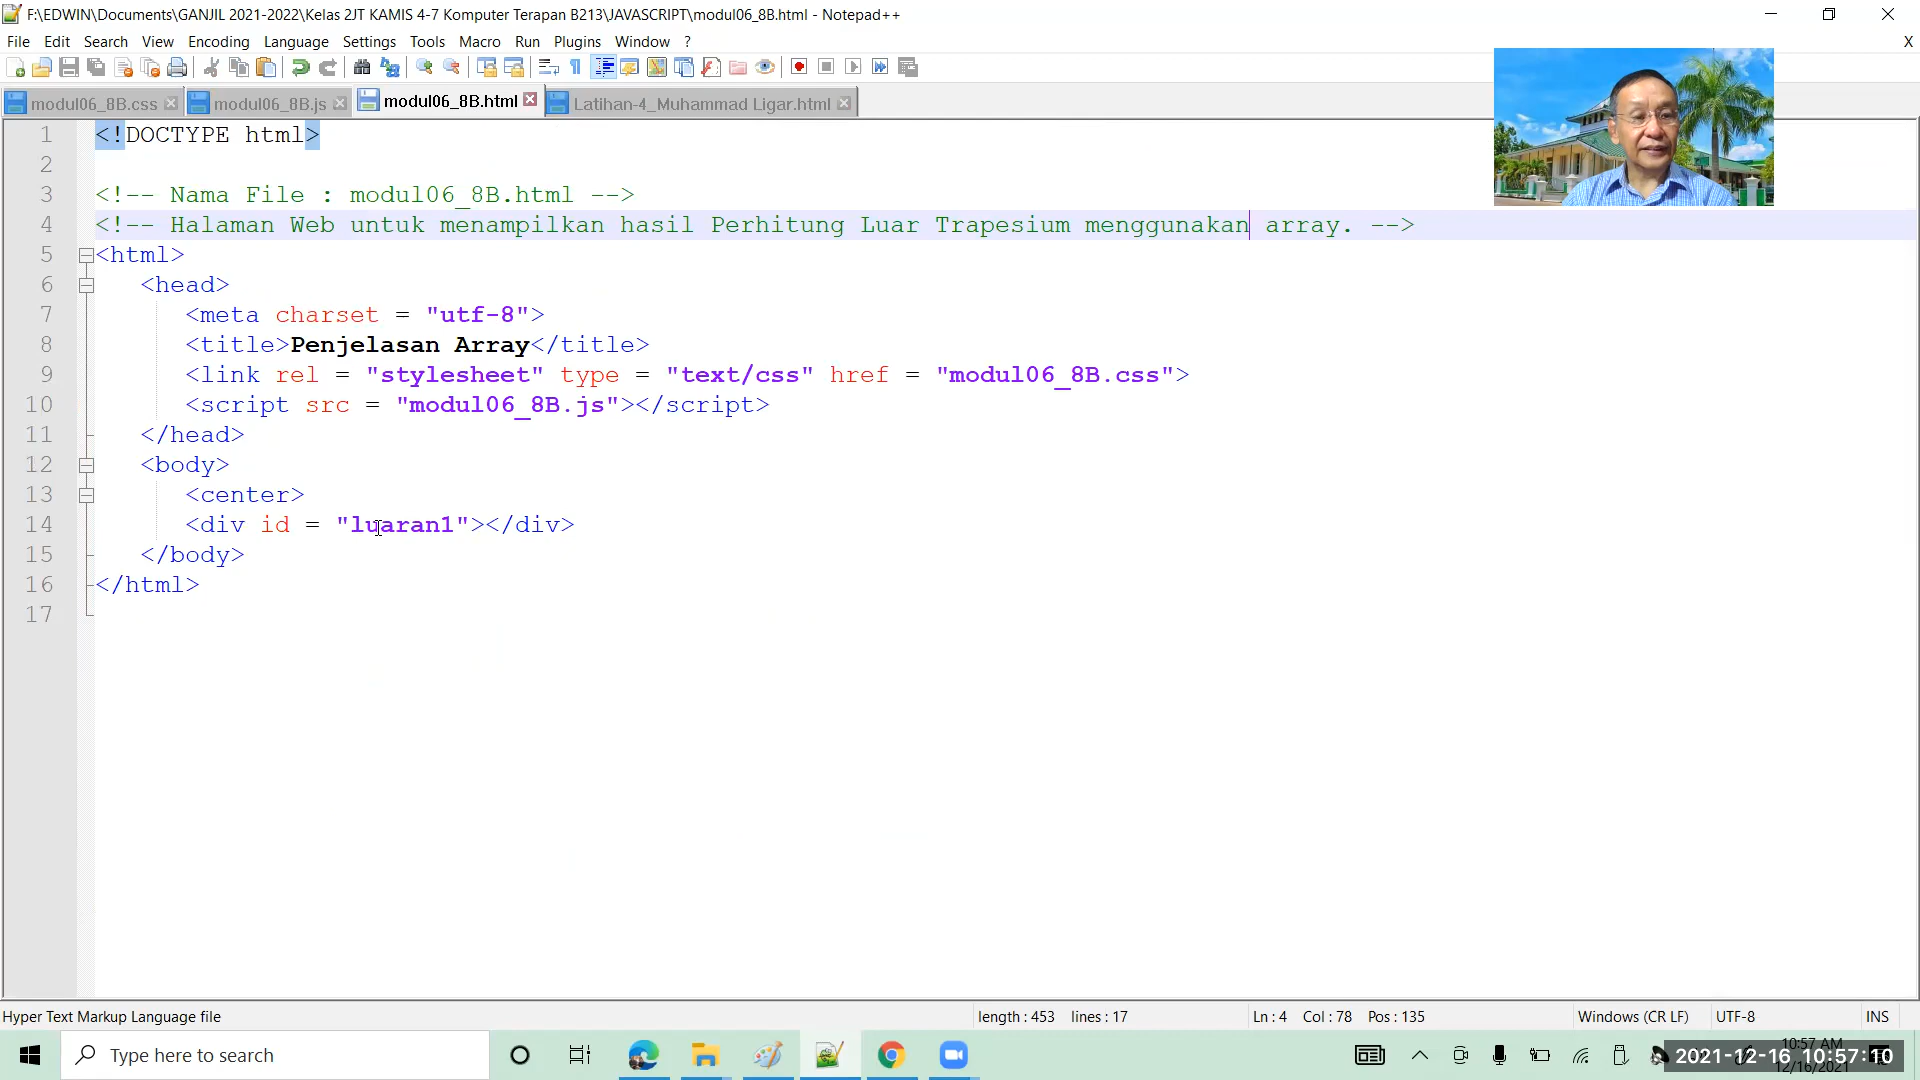 F:\EDWIN\Documents\GANJIL 2021-2022\Kelas 2JT KAMIS 4-7 Komputer Terapan B213\JAVASCRIPT\modul06_8B.html - Notepad++
File Edit Search View Encoding Language Settings Tools Macro Run Plugins Window ? X
modul06_8B.css modul06_8B.js modul06_8B.html Latihan-4_Muhammad Ligar.html
1 <!DOCTYPE html>
2
3 <!-- Nama File : modul06_8B.html -->
4 <!-- Halaman Web untuk menampilkan hasil Perhitung Luar Trapesium menggunakan array. -->
5 <html>
6 <head>
7 <meta charset = "utf-8">
8 <title>Penjelasan Array</title>
9 <link rel = "stylesheet" type = "text/css" href = "modul06_8B.css">
10 <script src = "modul06_8B.js"></script>
11 </head>
12 <body>
13 <center>
14 <div id = "luaran1"></div>
15 </body>
16 </html>
17
Hyper Text Markup Language file length : 453 lines : 17 Ln : 4 Col : 78 Pos : 135 Windows (CR LF) UTF-8 INS
Type here to search
10:57 AM
2021-12-16 10:57:10
12/16/2021